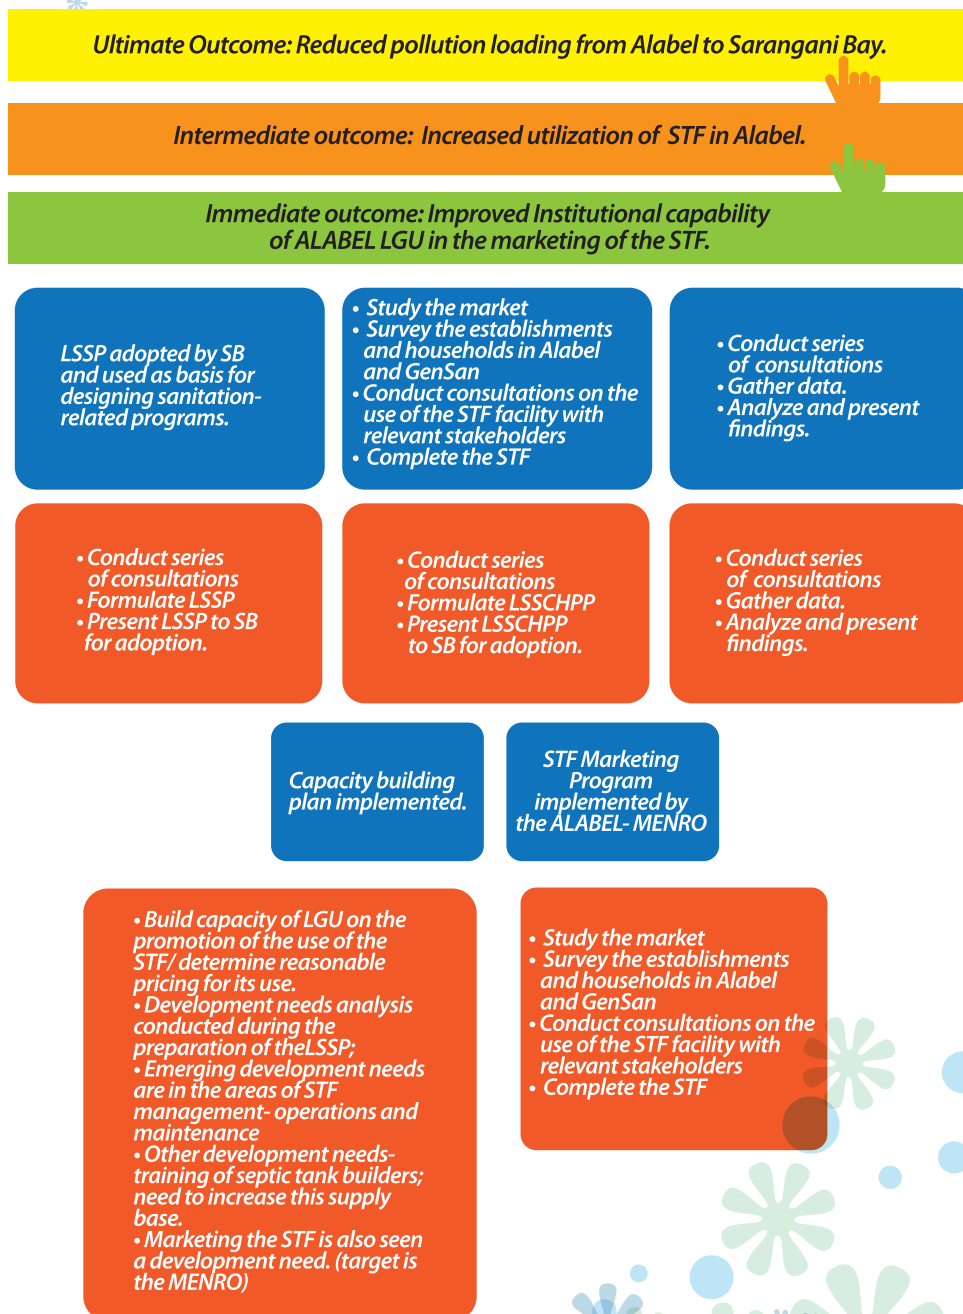 Ultimate Outcome: Reduced pollution loading from Alabel to Sarangani Bay.
Intermediate outcome: Increased utilization of STF in Alabel.
Immediate outcome: Improved Institutional capability
of ALABEL LGU in the marketing of the STF.
LSSP adopted by SB
and used as basis for
designing sanitation-
related programs.
• Study the market
• Survey the establishments
and households in Alabel
and GenSan
• Conduct consultations on the
use of the STF facility with
relevant stakeholders
• Complete the STF
• Conduct series
of consultations
• Gather data.
• Analyze and present
findings.
• Conduct series
of consultations
• Formulate LSSP
• Present LSSP to SB
for adoption.
• Conduct series
of consultations
• Formulate LSSCHPP
• Present LSSCHPP
to SB for adoption.
• Conduct series
of consultations
• Gather data.
• Analyze and present
findings.
Capacity building
plan implemented.
STF Marketing
Program
implemented by
the ALABEL- MENRO
• Build capacity of LGU on the
promotion of the use of the
STF/ determine reasonable
pricing for its use.
• Development needs analysis
conducted during the
preparation of theLSSP;
• Emerging development needs
are in the areas of STF
management- operations and
maintenance
• Other development needs-
training of septic tank builders;
need to increase this supply
base.
• Marketing the STF is also seen
a development need. (target is
the MENRO)
• Study the market
• Survey the establishments
and households in Alabel
and GenSan
• Conduct consultations on the
use of the STF facility with
relevant stakeholders
• Complete the STF